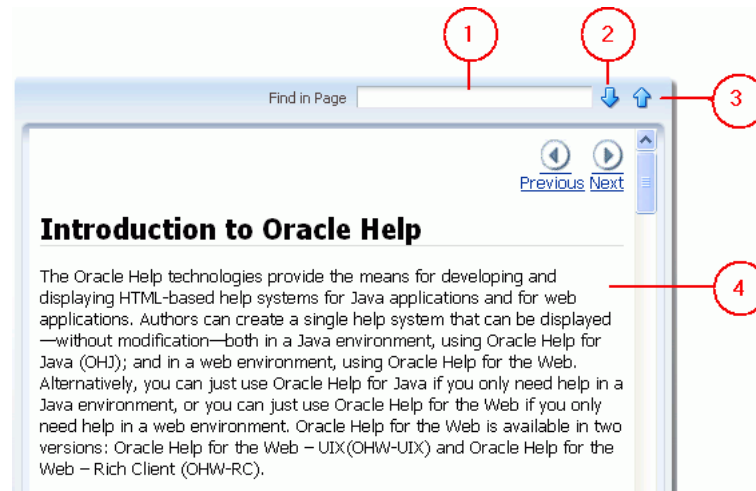 1
2
Find in Page
3
Previous Next
Introduction to Oracle Help
The Oracle Help technologies provide the means for developing and
displaying HTML-based help systems for Java applications and for web
4
applications. Authors can create a single help system that can be displayed
—without modification—both in a Java environment, using Oracle Help for
Java (OHJ); and in a web environment, using Oracle Help for the Web.
Alternatively, you can just use Oracle Help for Java if you only need help in a
Java environment, or you can just use Oracle Help for the Web if you only
need help in a web environment. Oracle Help for the Web is available in two
versions: Oracle Help for the Web – UIX(OHW-UIX) and Oracle Help for the
Web – Rich Client (OHW-RC).